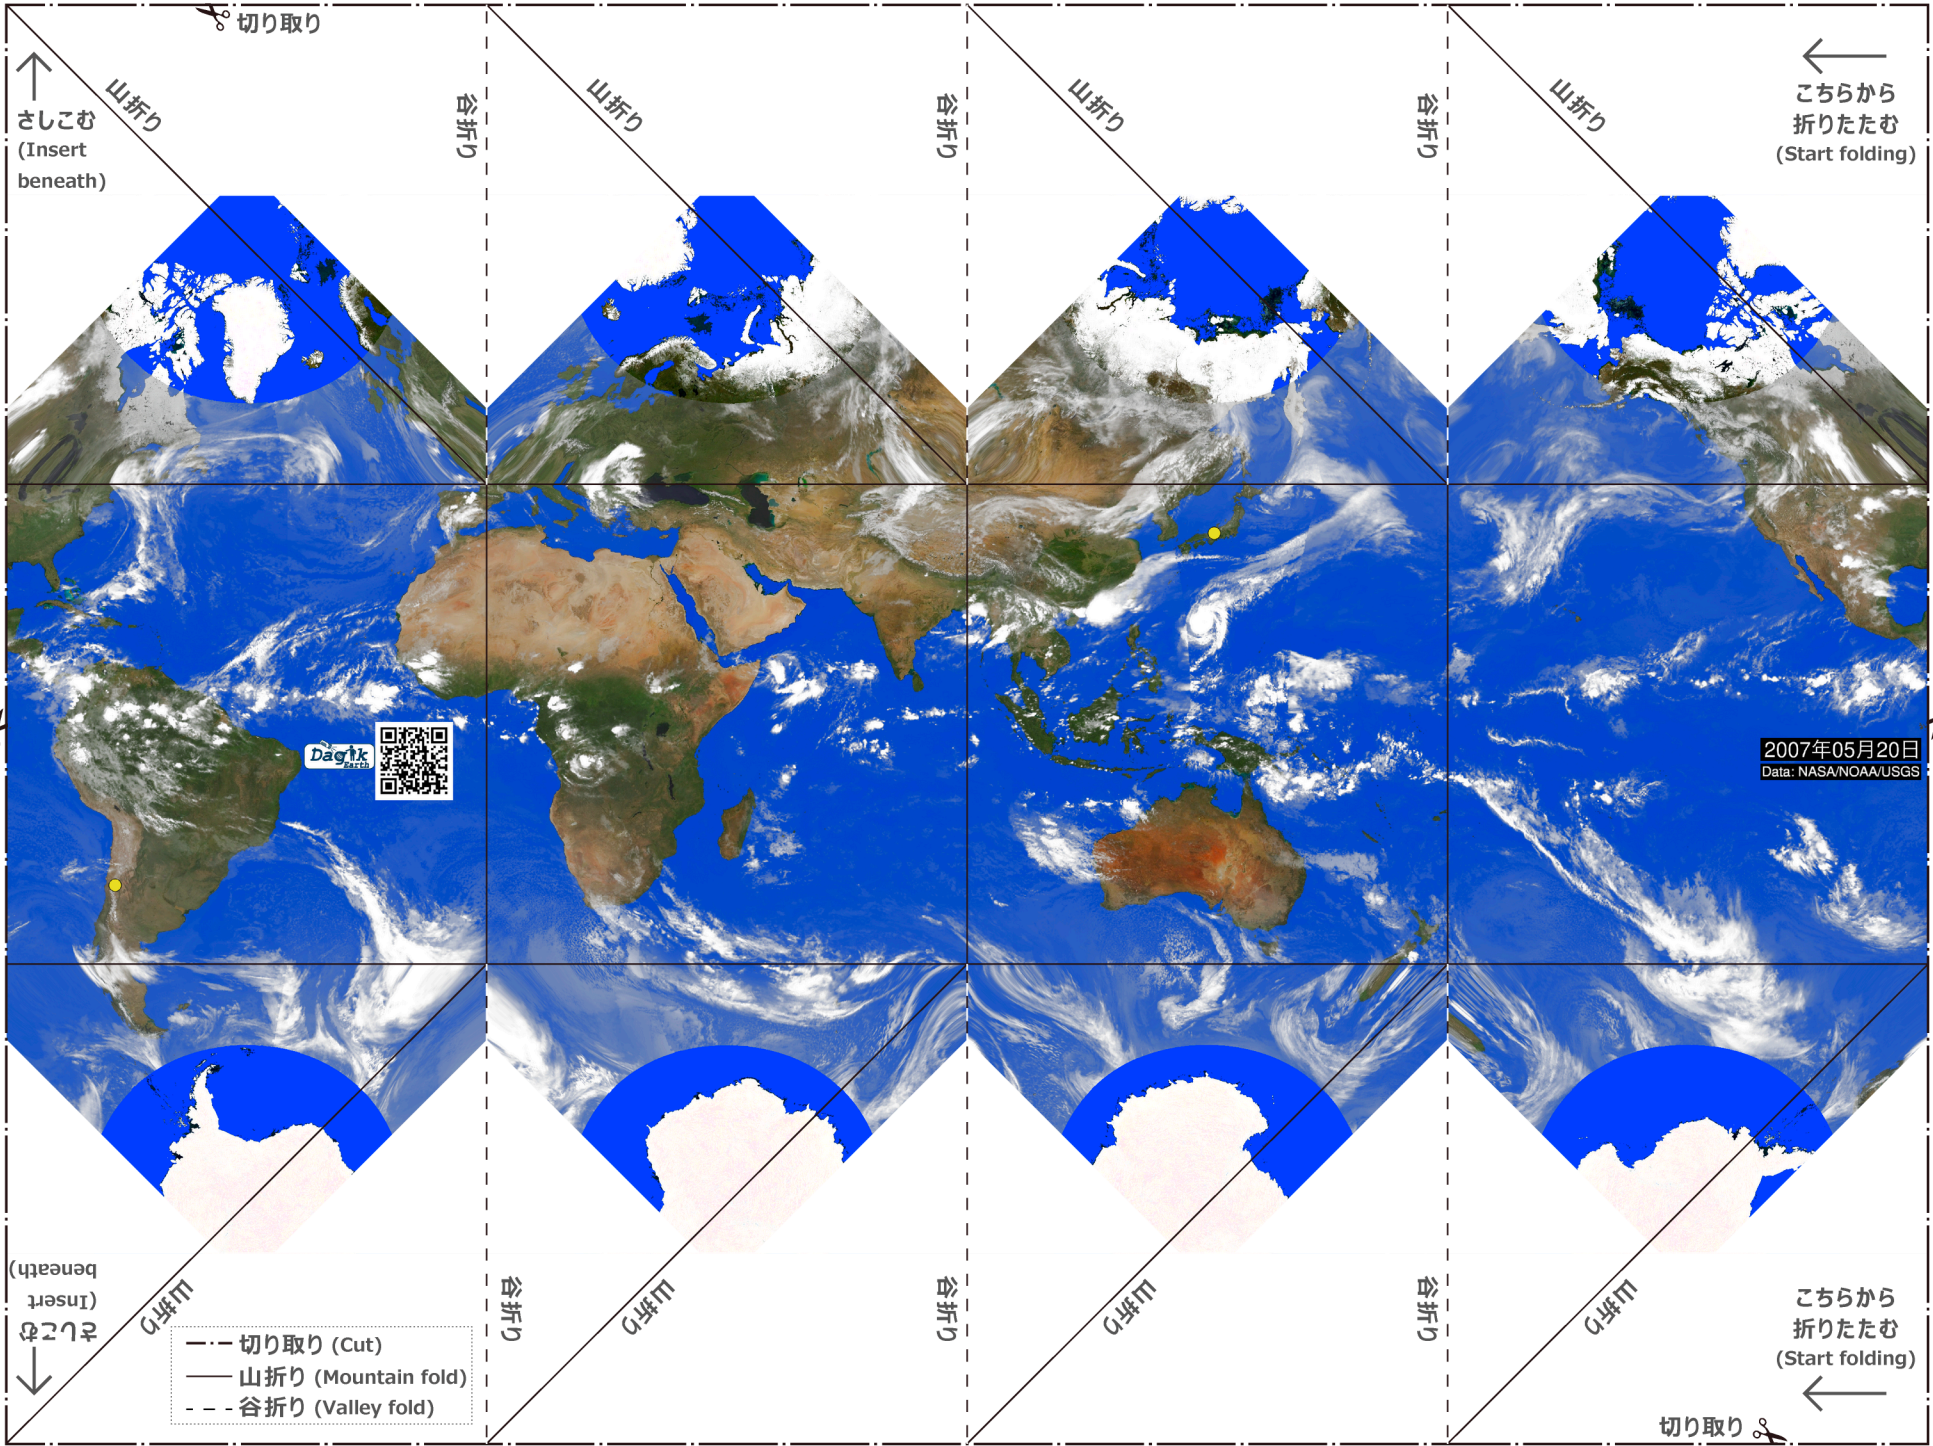 切り取り
さしこむ
(Insert
beneath)
山折り
谷折り
山折り
谷折り
山折り
谷折り
山折り
こちらから
折りたたむ
(Start folding)
Dagik
Earth
2007年05月20日
Data: NASA/NOAA/USGS
さしこむ
(Insert
beneath)
山折り
谷折り
山折り
谷折り
山折り
谷折り
山折り
こちらから
折りたたむ
(Start folding)
切り取り (Cut)
山折り (Mountain fold)
谷折り (Valley fold)
切り取り